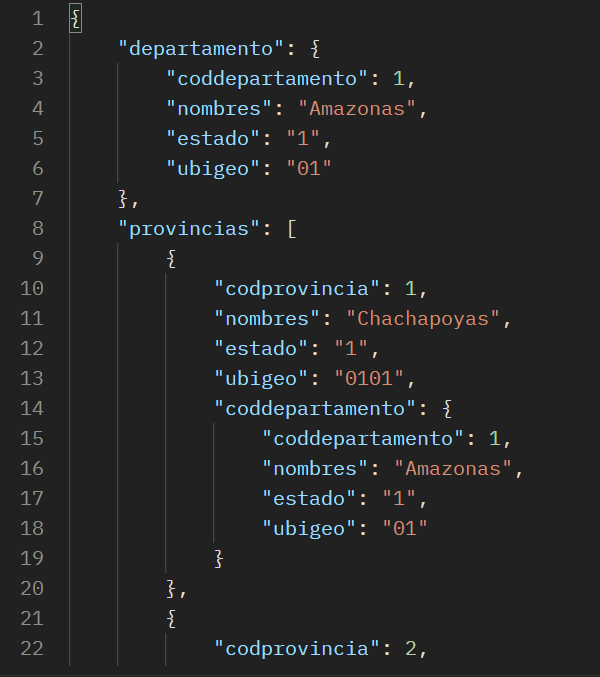 1 {
2 "departamento": {
3 "coddepartamento": 1,
4 "nombres": "Amazonas",
5 "estado": "1",
6 "ubigeo": "01"
7 },
8 "provincias": [
9 {
10 "codprovincia": 1,
11 "nombres": "Chachapoyas",
12 "estado": "1",
13 "ubigeo": "0101",
14 "coddepartamento": {
15 "coddepartamento": 1,
16 "nombres": "Amazonas",
17 "estado": "1",
18 "ubigeo": "01"
19 }
20 },
21 {
22 "codprovincia": 2,